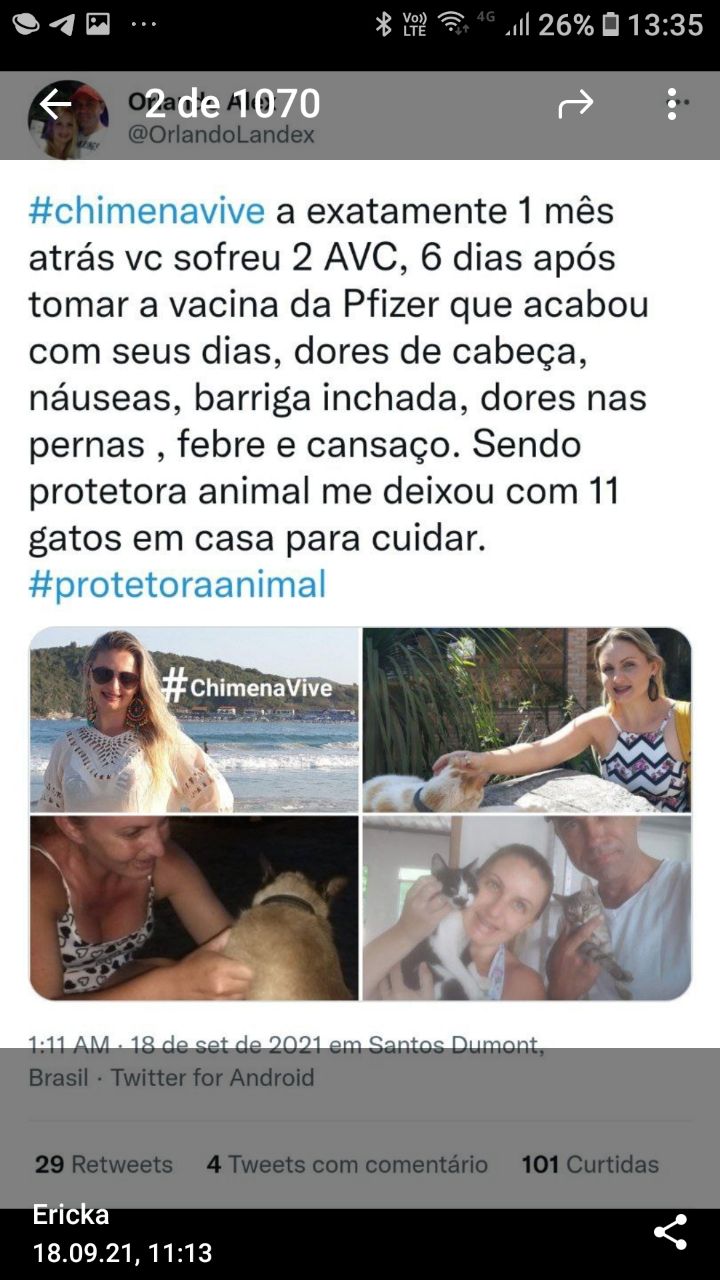 Vo)) LTE 4G 26% 13:35
2 de 1070
@OrlandoLandex
#chimenavive a exatamente 1 mês
atrás vc sofreu 2 AVC, 6 dias após
tomar a vacina da Pfizer que acabou
com seus dias, dores de cabeça,
náuseas, barriga inchada, dores nas
pernas , febre e cansaço. Sendo
protetora animal me deixou com 11
gatos em casa para cuidar.
#protetoraanimal
#ChimenaVive
1:11 AM · 18 de set de 2021 em Santos Dumont,
Brasil · Twitter for Android
29 Retweets 4 Tweets com comentário 101 Curtidas
Ericka
18.09.21, 11:13